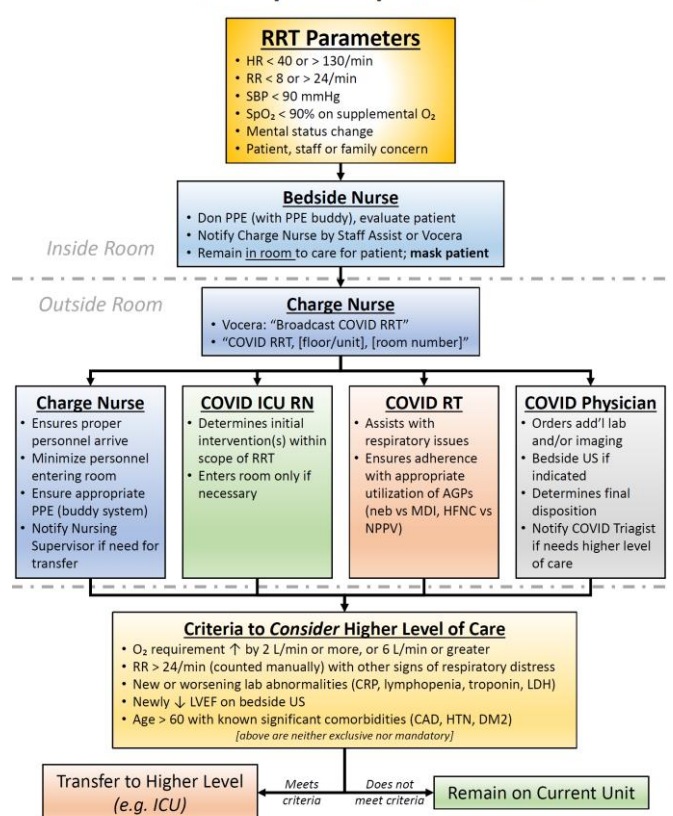 RRT Parameters
• HR < 40 or > 130/min
• RR < 8 or > 24/min
• SBP < 90 mmHg
• SpO₂ < 90% on supplemental O₂
• Mental status change
• Patient, staff or family concern
Bedside Nurse
• Don PPE (with PPE buddy), evaluate patient
• Notify Charge Nurse by Staff Assist or Vocera
• Remain in room to care for patient; mask patient
Inside Room
Outside Room
Charge Nurse
• Vocera: “Broadcast COVID RRT”
• “COVID RRT, [floor/unit], [room number]”
Charge Nurse
• Ensures proper
personnel arrive
• Minimize personnel
entering room
• Ensure appropriate
PPE (buddy system)
• Notify Nursing
Supervisor if need for
transfer
COVID ICU RN
• Determines initial
intervention(s) within
scope of RRT
• Enters room only if
necessary
COVID RT
• Assists with
respiratory issues
• Ensures adherence
with appropriate
utilization of AGPs
(neb vs MDI, HFNC vs
NPPV)
COVID Physician
• Orders add’l lab
and/or imaging
• Bedside US if
indicated
• Determines final
disposition
• Notify COVID Triagist
if needs higher level
of care
Criteria to Consider Higher Level of Care
• O₂ requirement ↑ by 2 L/min or more, or 6 L/min or greater
• RR > 24/min (counted manually) with other signs of respiratory distress
• New or worsening lab abnormalities (CRP, lymphopenia, troponin, LDH)
• Newly ↓ LVEF on bedside US
• Age > 60 with known significant comorbidities (CAD, HTN, DM2)
[above are neither exclusive nor mandatory]
Transfer to Higher Level
(e.g. ICU)
Meets
criteria
Does not
meet criteria
Remain on Current Unit